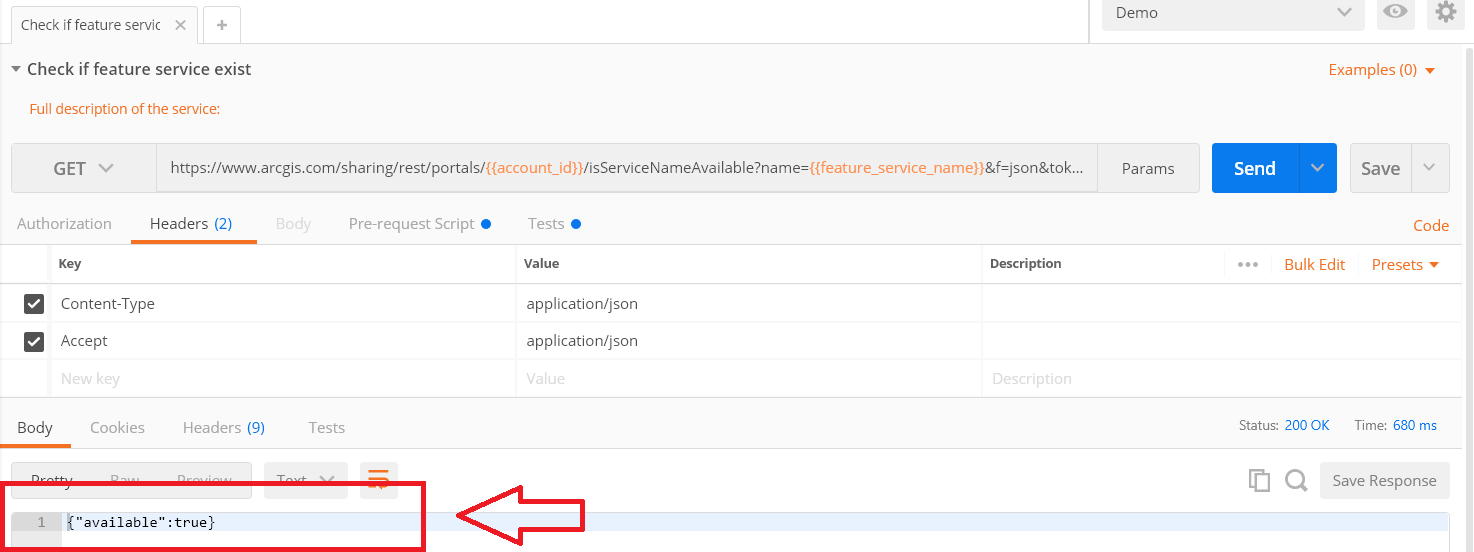 Check if feature servic × +
Demo
Check if feature service exist
Examples (0)
Full description of the service:
GET https://www.arcgis.com/sharing/rest/portals/{{account_id}}/isServiceNameAvailable?name={{feature_service_name}}&f=json&tok... Params Send Save
Authorization Headers (2) Body Pre-request Script Tests Code
Key Value Description ••• Bulk Edit Presets
Content-Type application/json
Accept application/json
New key Value Description
Body Cookies Headers (9) Tests Status: 200 OK Time: 680 ms
Pretty Raw Preview Text Save Response
1 {"available":true}